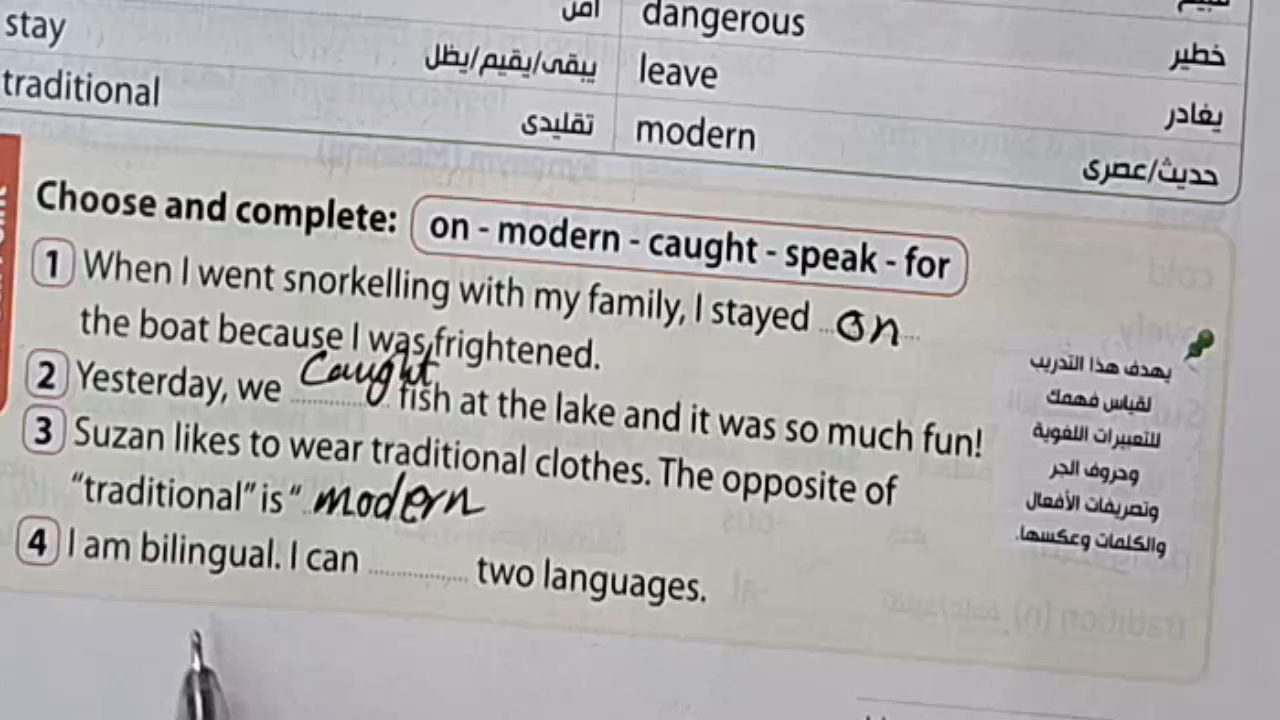 stay امن dangerous خطير
يبقى/يقيم/يظل leave يغادر
traditional تقليدى modern حديث/عصرى
Choose and complete: on - modern - caught - speak - for
1 When I went snorkelling with my family, I stayed on
the boat because I was frightened.
2 Yesterday, we Caught fish at the lake and it was so much fun!
3 Suzan likes to wear traditional clothes. The opposite of
"traditional" is " modern
4 I am bilingual. I can .............. two languages.
يهدف هذا التدريب
لقياس فهمك
للتعبيرات اللغوية
وحروف الجر
وتصريفات الأفعال
والكلمات وعكسها.